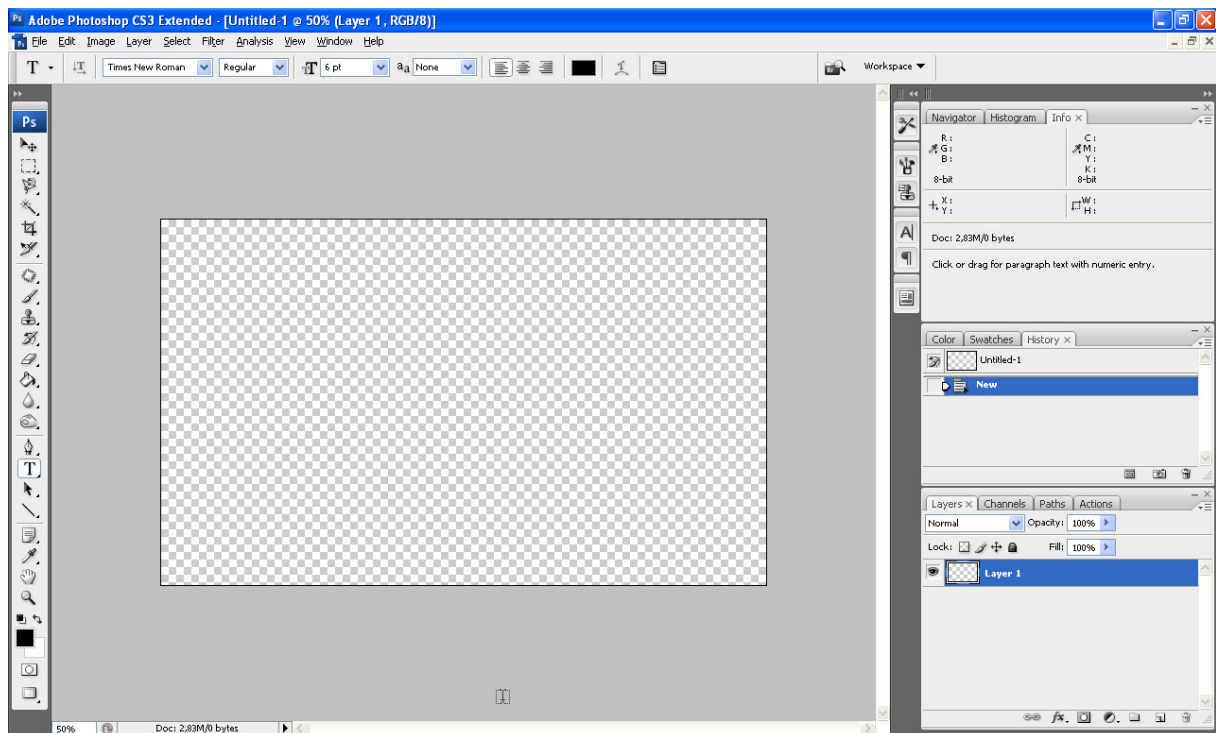 Adobe Photoshop CS3 Extended - [Untitled-1 @ 50% (Layer 1, RGB/8)]
File Edit Image Layer Select Filter Analysis View Window Help
T Times New Roman Regular T 6 pt aa None Workspace
Ps
Navigator Histogram Info
R: C:
G: M:
B: Y:
K:
8-bit 8-bit
X: W:
Y: H:
Doc: 2,83M/0 bytes
Click or drag for paragraph text with numeric entry.
Color Swatches History
Untitled-1
New
Layers Channels Paths Actions
Normal Opacity: 100%
Lock: Fill: 100%
Layer 1
50% Doc: 2,83M/0 bytes